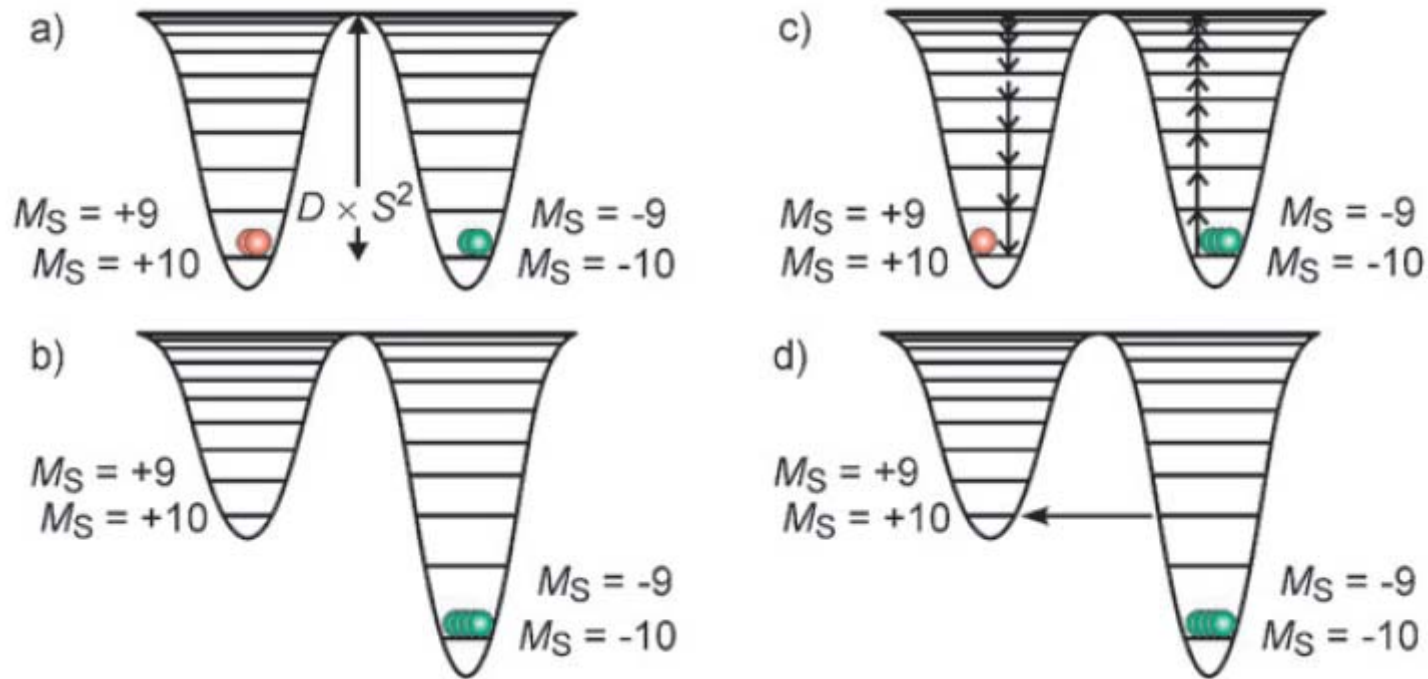 a)
D × S²
M_S = +9
M_S = +10
M_S = -9
M_S = -10
c)
M_S = +9
M_S = +10
M_S = -9
M_S = -10
b)
M_S = +9
M_S = +10
M_S = -9
M_S = -10
d)
M_S = +9
M_S = +10
M_S = -9
M_S = -10